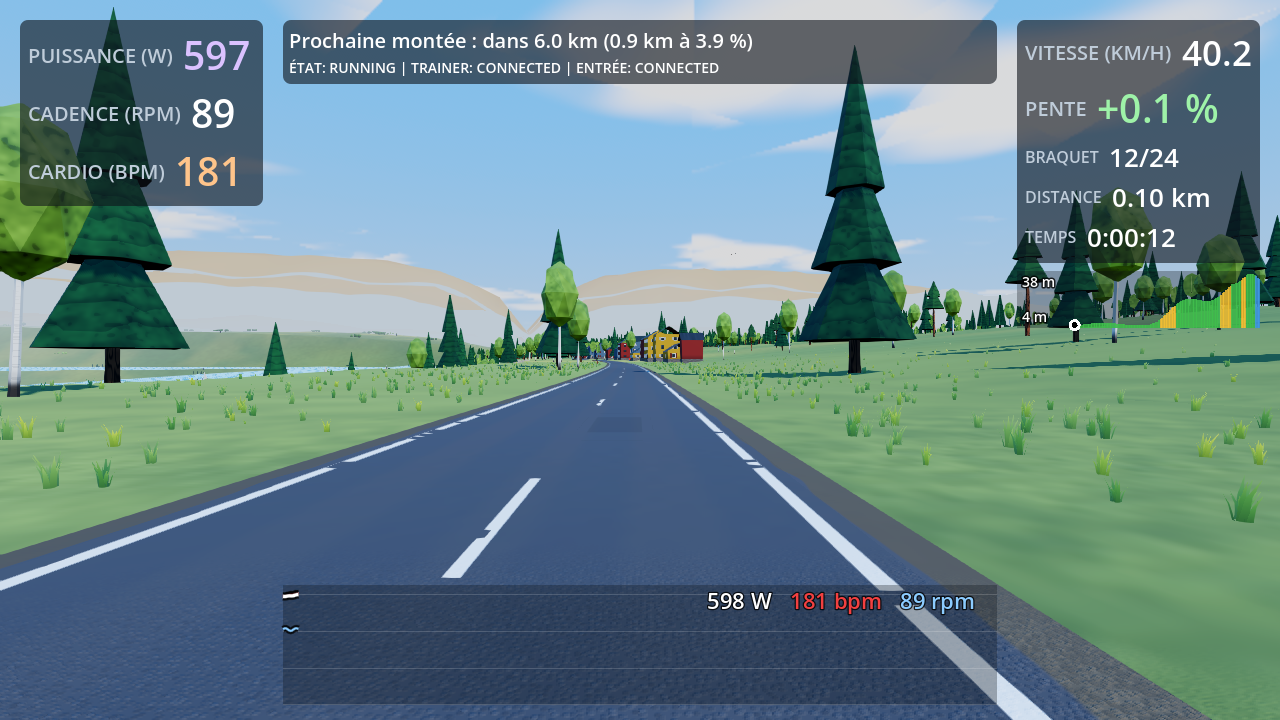 PUISSANCE (W) 597
CADENCE (RPM) 89
CARDIO (BPM) 181
Prochaine montée : dans 6.0 km (0.9 km à 3.9 %)
ÉTAT: RUNNING | TRAINER: CONNECTED | ENTRÉE: CONNECTED
VITESSE (KM/H) 40.2
PENTE +0.1 %
BRAQUET 12/24
DISTANCE 0.10 km
TEMPS 0:00:12
38 m
4 m
598 W 181 bpm 89 rpm